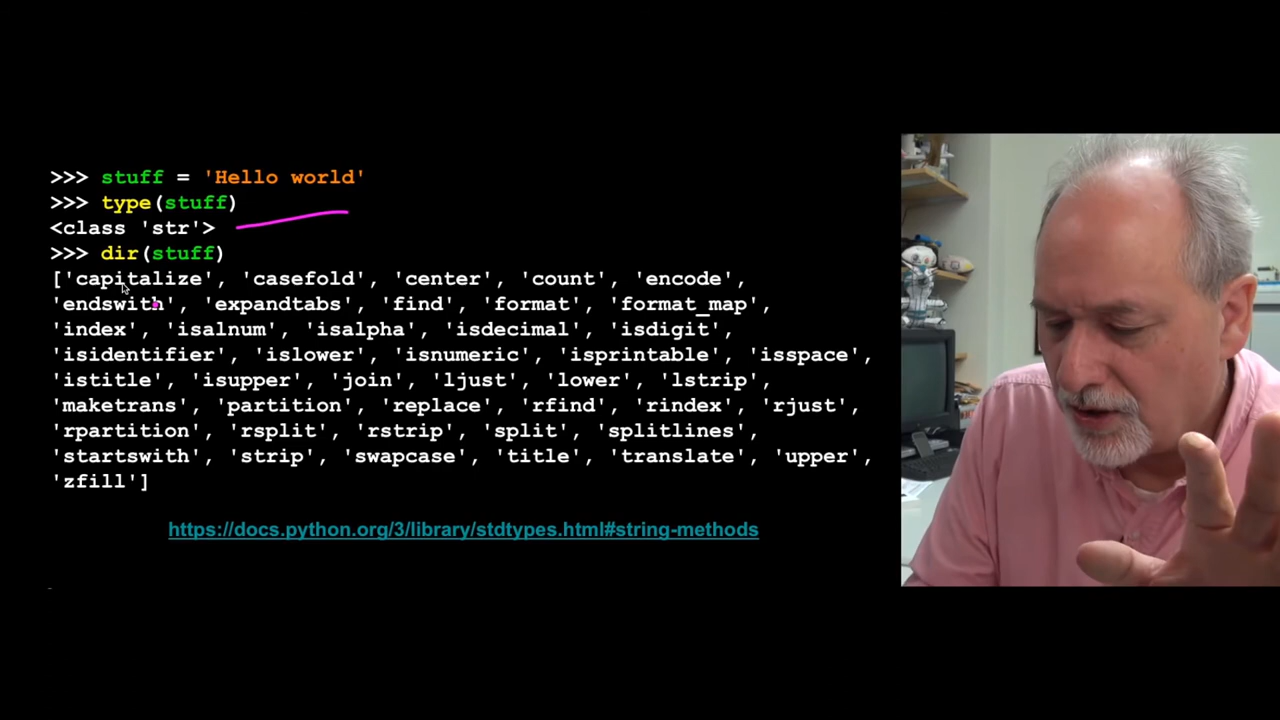 >>> stuff = 'Hello world'
>>> type(stuff)
<class 'str'>
>>> dir(stuff)
['capitalize', 'casefold', 'center', 'count', 'encode',
'endswith', 'expandtabs', 'find', 'format', 'format_map',
'index', 'isalnum', 'isalpha', 'isdecimal', 'isdigit',
'isidentifier', 'islower', 'isnumeric', 'isprintable', 'isspace',
'istitle', 'isupper', 'join', 'ljust', 'lower', 'lstrip',
'maketrans', 'partition', 'replace', 'rfind', 'rindex', 'rjust',
'rpartition', 'rsplit', 'rstrip', 'split', 'splitlines',
'startswith', 'strip', 'swapcase', 'title', 'translate', 'upper',
'zfill']
https://docs.python.org/3/library/stdtypes.html#string-methods